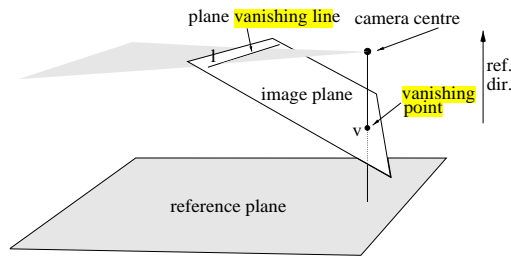 plane vanishing line
camera centre
l
ref.
dir.
image plane
vanishing
point
v
reference plane